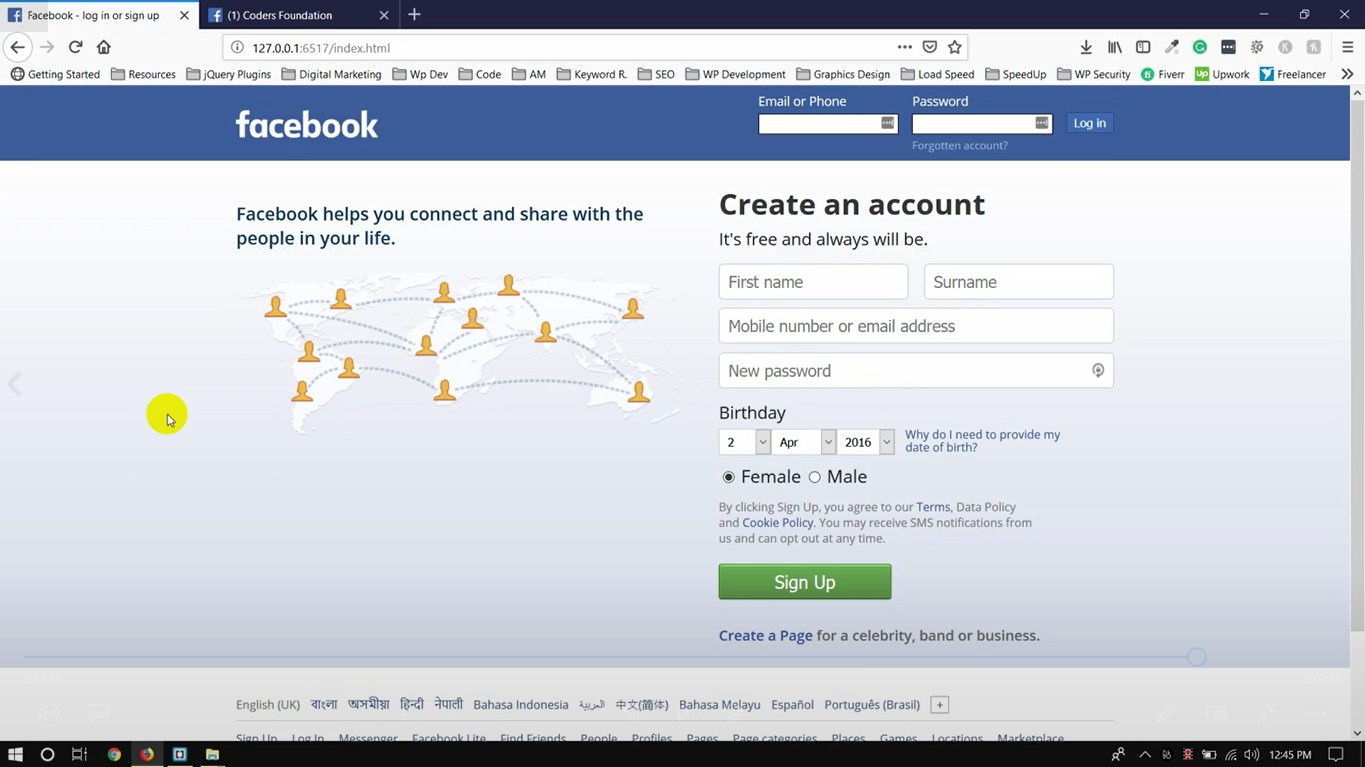 Facebook - log in or sign up
(1) Coders Foundation
127.0.0.1:6517/index.html
Getting Started Resources jQuery Plugins Digital Marketing Wp Dev Code AM Keyword R. SEO WP Development Graphics Design Load Speed SpeedUp WP Security Fiverr Upwork Freelancer
facebook
Email or Phone Password
Log in
Forgotten account?
Facebook helps you connect and share with the
people in your life.
Create an account
It's free and always will be.
First name Surname
Mobile number or email address
New password
Birthday
2 Apr 2016
Why do I need to provide my
date of birth?
Female Male
By clicking Sign Up, you agree to our Terms, Data Policy
and Cookie Policy. You may receive SMS notifications from
us and can opt out at any time.
Sign Up
Create a Page for a celebrity, band or business.
English (UK) বাংলা অসমীয়া हिन्दी नेपाली Bahasa Indonesia العربية 中文(简体) Bahasa Melayu Español Português (Brasil) +
Sign Up Log In Messenger Facebook Lite Find Friends People Profiles Pages Page categories Places Games Locations Marketplace
12:45 PM